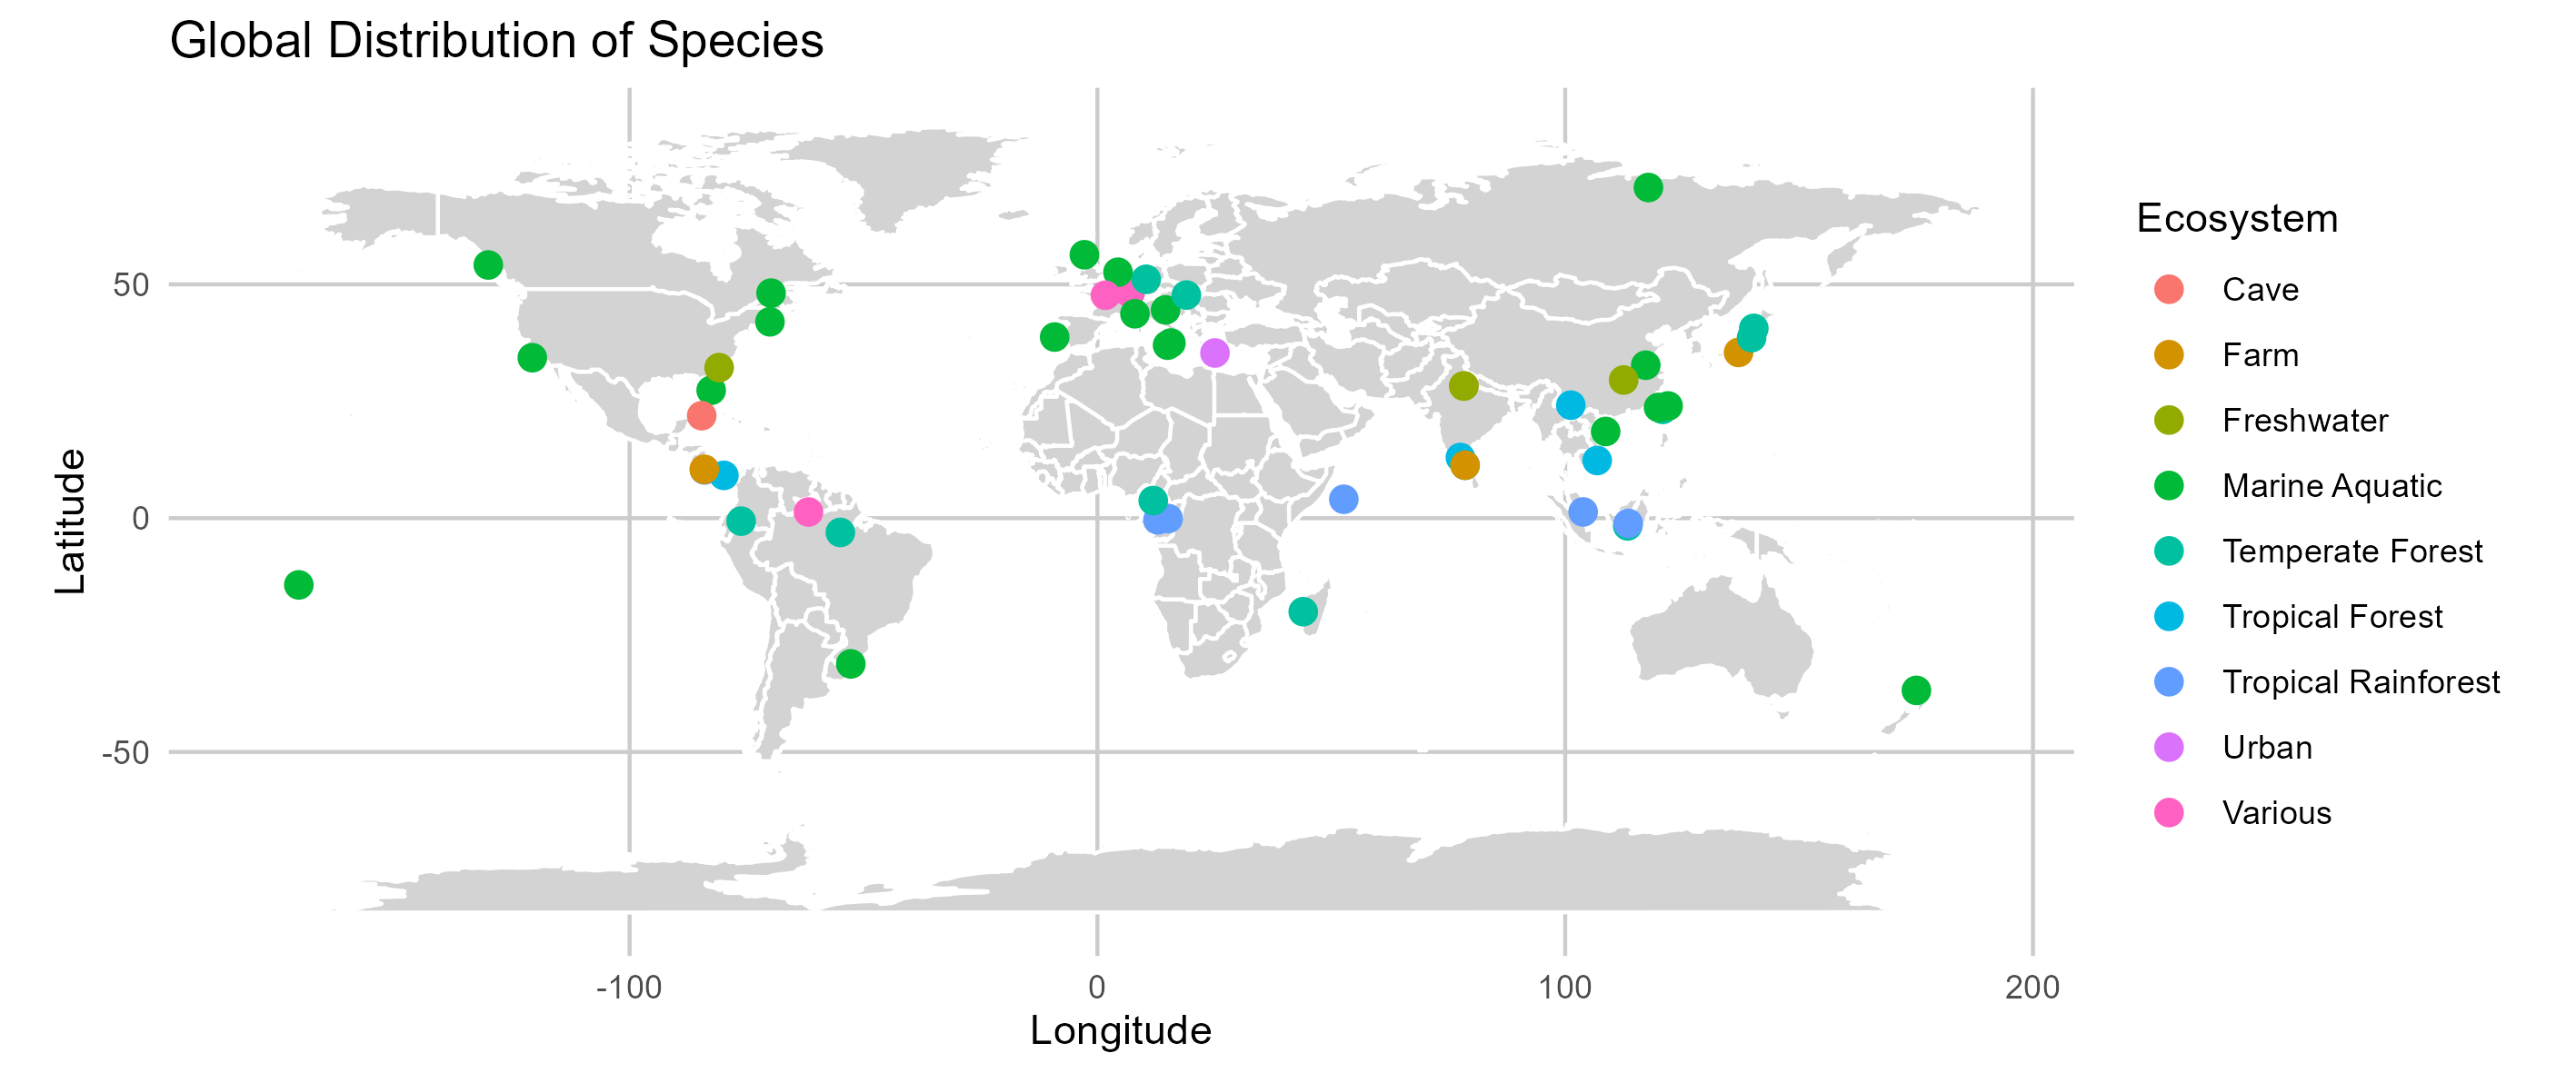 Global Distribution of Species
Latitude
50
0
-50
-100
0
100
200
Longitude
Ecosystem
Cave
Farm
Freshwater
Marine Aquatic
Temperate Forest
Tropical Forest
Tropical Rainforest
Urban
Various